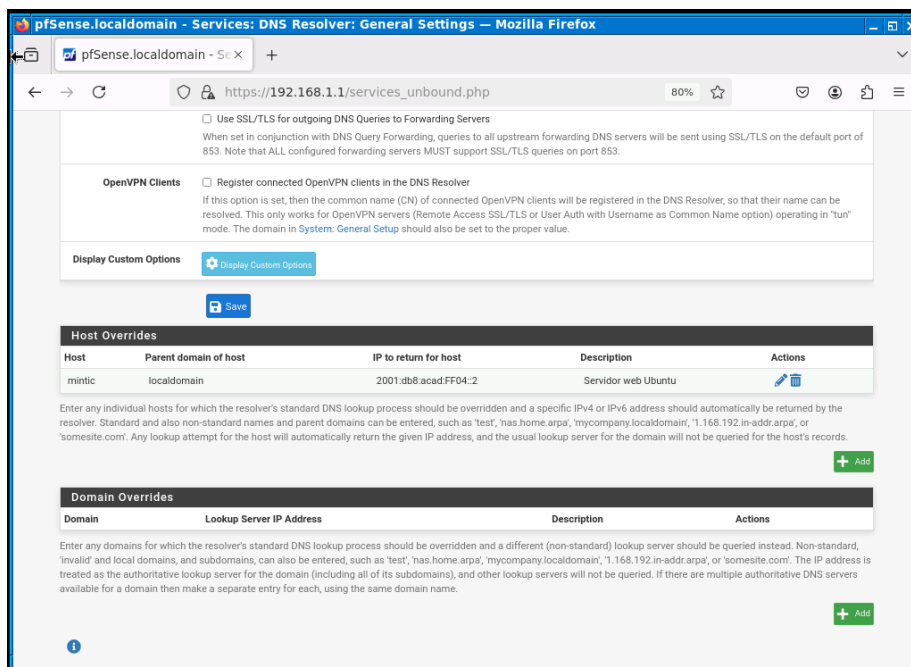 pfSense.localdomain - Services: DNS Resolver: General Settings — Mozilla Firefox
pfSense.localdomain - Se
https://192.168.1.1/services_unbound.php
80%
Use SSL/TLS for outgoing DNS Queries to Forwarding Servers
When set in conjunction with DNS Query Forwarding, queries to all upstream forwarding DNS servers will be sent using SSL/TLS on the default port of
853. Note that ALL configured forwarding servers MUST support SSL/TLS queries on port 853.
OpenVPN Clients
Register connected OpenVPN clients in the DNS Resolver
If this option is set, then the common name (CN) of connected OpenVPN clients will be registered in the DNS Resolver, so that their name can be
resolved. This only works for OpenVPN servers (Remote Access SSL/TLS or User Auth with Username as Common Name option) operating in "tun"
mode. The domain in System: General Setup should also be set to the proper value.
Display Custom Options
Display Custom Options
Save
Host Overrides
Host Parent domain of host IP to return for host Description Actions
mintic localdomain 2001:db8:acad:FF04::2 Servidor web Ubuntu
Enter any individual hosts for which the resolver's standard DNS lookup process should be overridden and a specific IPv4 or IPv6 address should automatically be returned by the
resolver. Standard and also non-standard names and parent domains can be entered, such as 'test', 'nas.home.arpa', 'mycompany.localdomain', '1.168.192.in-addr.arpa', or
'somesite.com'. Any lookup attempt for the host will automatically return the given IP address, and the usual lookup server for the domain will not be queried for the host's records.
Add
Domain Overrides
Domain Lookup Server IP Address Description Actions
Enter any domains for which the resolver's standard DNS lookup process should be overridden and a different (non-standard) lookup server should be queried instead. Non-standard,
'invalid' and local domains, and subdomains, can also be entered, such as 'test', 'nas.home.arpa', 'mycompany.localdomain', '1.168.192.in-addr.arpa', or 'somesite.com'. The IP address is
treated as the authoritative lookup server for the domain (including all of its subdomains), and other lookup servers will not be queried. If there are multiple authoritative DNS servers
available for a domain then make a separate entry for each, using the same domain name.
Add